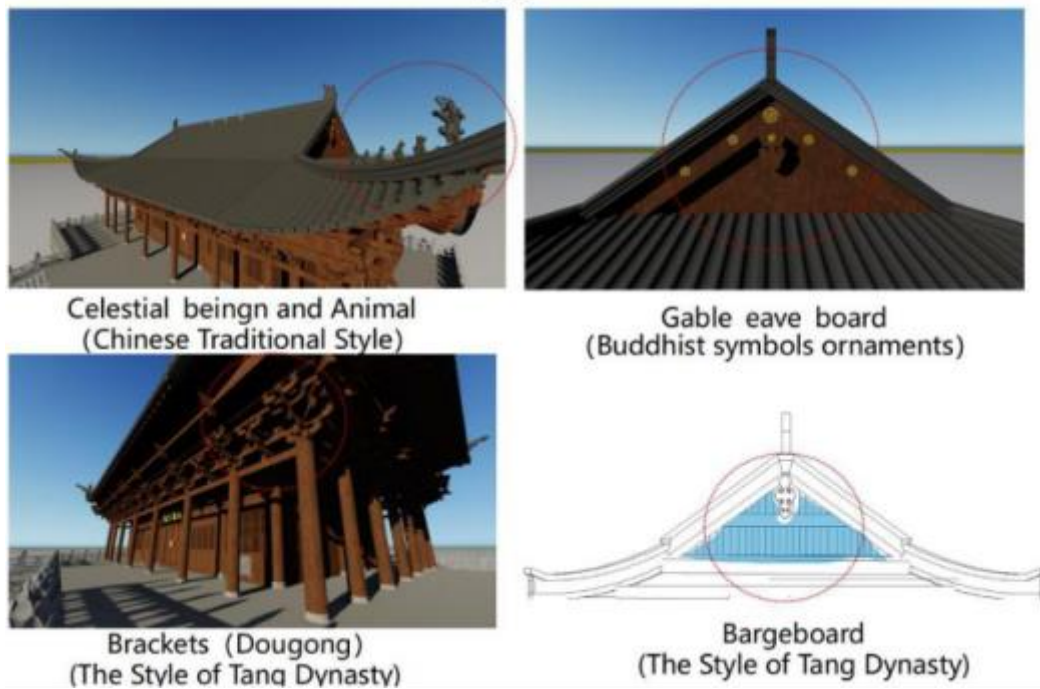 Celestial beingn and Animal
(Chinese Traditional Style)
Gable eave board
(Buddhist symbols ornaments)
Brackets (Dougong)
(The Style of Tang Dynasty)
Bargeboard
(The Style of Tang Dynasty)